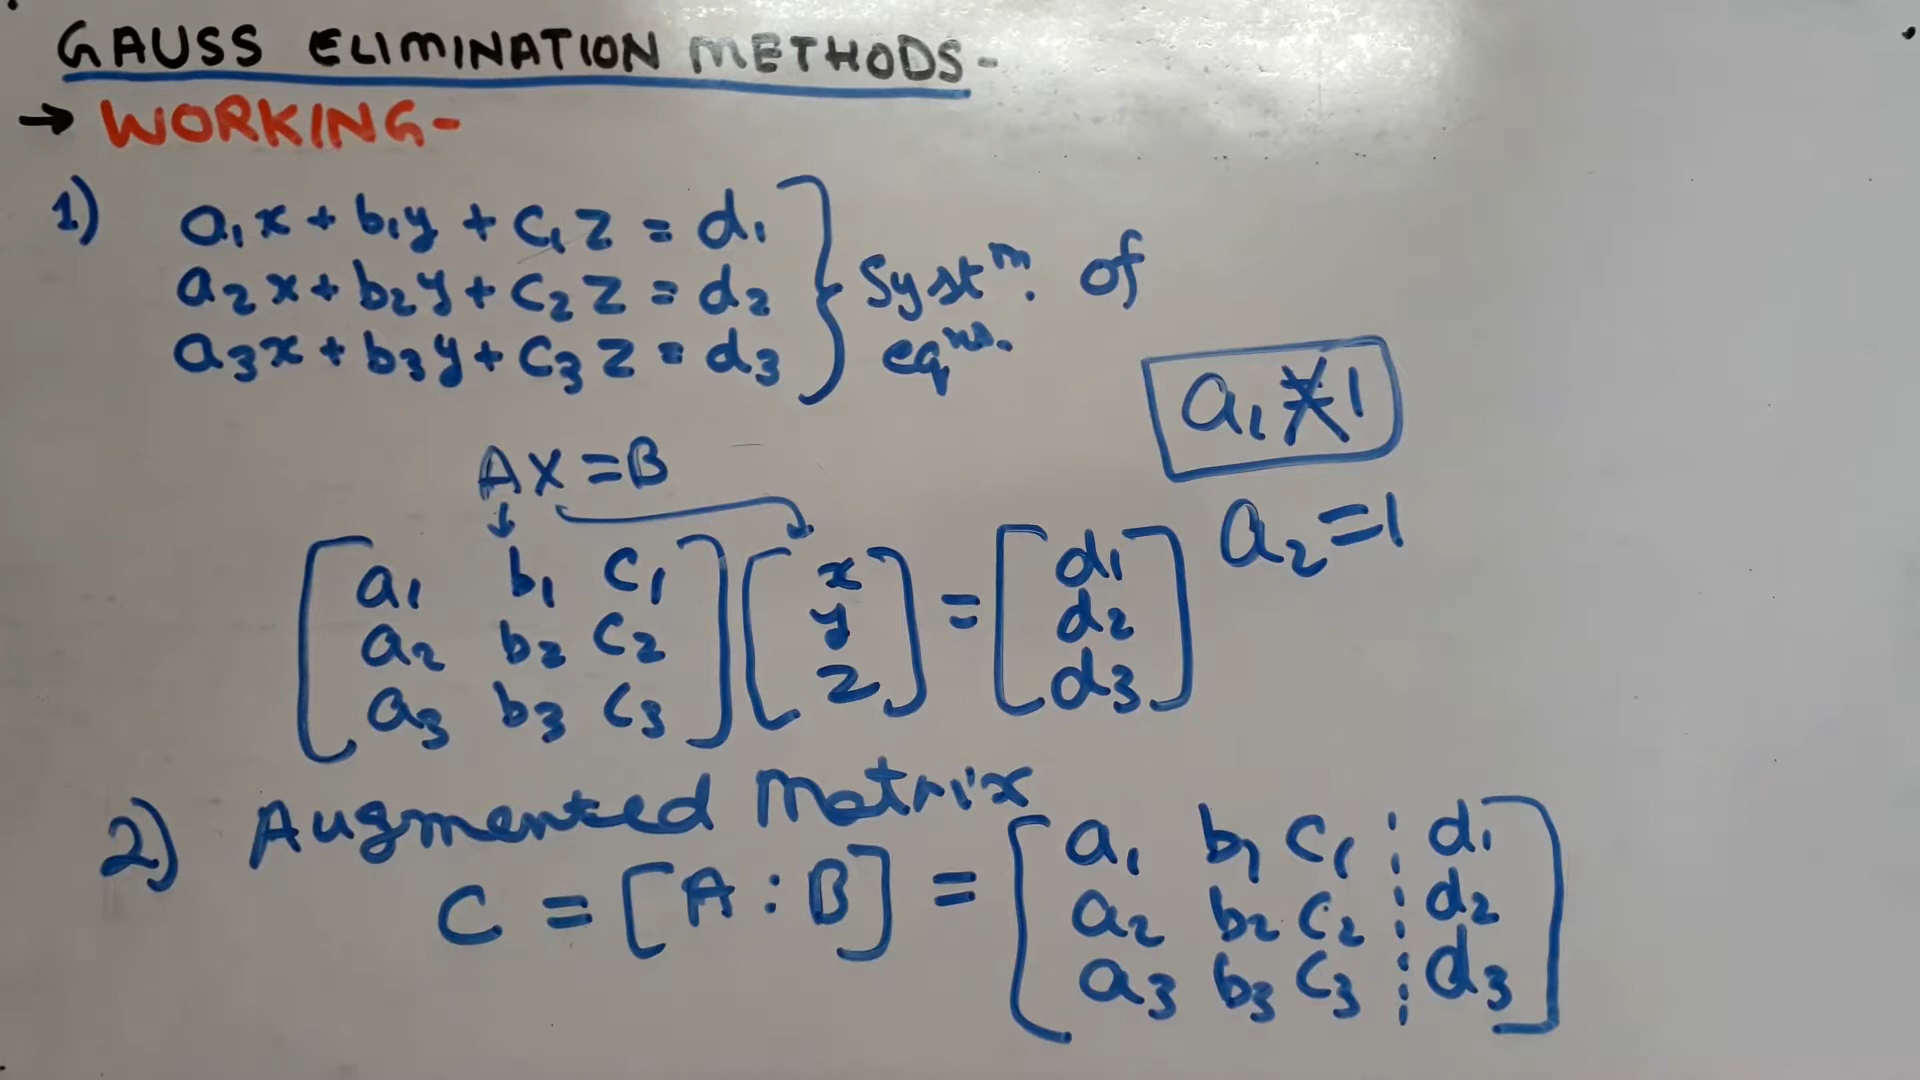 GAUSS ELIMINATION METHODS-
→ WORKING-
1) a₁x + b₁y + c₁z = d₁
a₂x + b₂y + c₂z = d₂
a₃x + b₃y + c₃z = d₃
Systᵐ. of
eqⁿˢ.
a₁ ≠ 1
a₂ = 1
AX = B
[a₁ b₁ c₁] [x] = [d₁]
[a₂ b₂ c₂] [y] [d₂]
[a₃ b₃ c₃] [z] [d₃]
2) Augmented Matrix
C = [A : B] =
[a₁ b₁ c₁ : d₁]
[a₂ b₂ c₂ : d₂]
[a₃ b₃ c₃ : d₃]